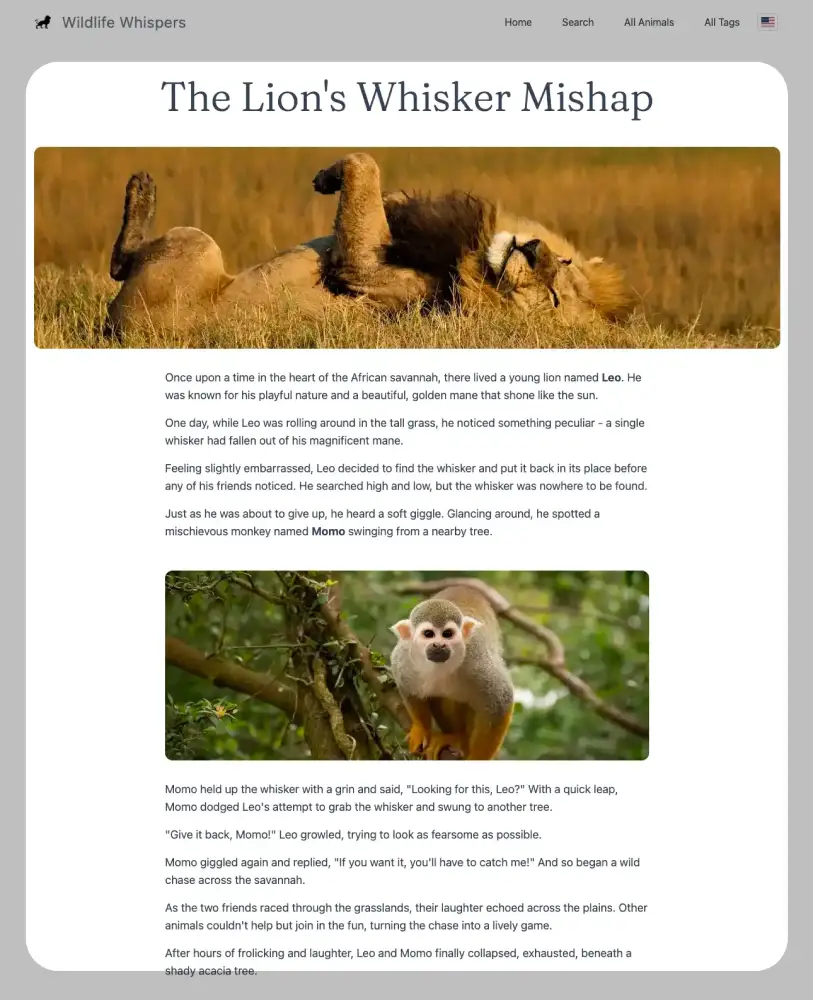 Wildlife Whispers
Home Search All Animals All Tags
The Lion's Whisker Mishap
Once upon a time in the heart of the African savannah, there lived a young lion named Leo. He
was known for his playful nature and a beautiful, golden mane that shone like the sun.
One day, while Leo was rolling around in the tall grass, he noticed something peculiar - a single
whisker had fallen out of his magnificent mane.
Feeling slightly embarrassed, Leo decided to find the whisker and put it back in its place before
any of his friends noticed. He searched high and low, but the whisker was nowhere to be found.
Just as he was about to give up, he heard a soft giggle. Glancing around, he spotted a
mischievous monkey named Momo swinging from a nearby tree.
Momo held up the whisker with a grin and said, "Looking for this, Leo?" With a quick leap,
Momo dodged Leo's attempt to grab the whisker and swung to another tree.
"Give it back, Momo!" Leo growled, trying to look as fearsome as possible.
Momo giggled again and replied, "If you want it, you'll have to catch me!" And so began a wild
chase across the savannah.
As the two friends raced through the grasslands, their laughter echoed across the plains. Other
animals couldn't help but join in the fun, turning the chase into a lively game.
After hours of frolicking and laughter, Leo and Momo finally collapsed, exhausted, beneath a
shady acacia tree.